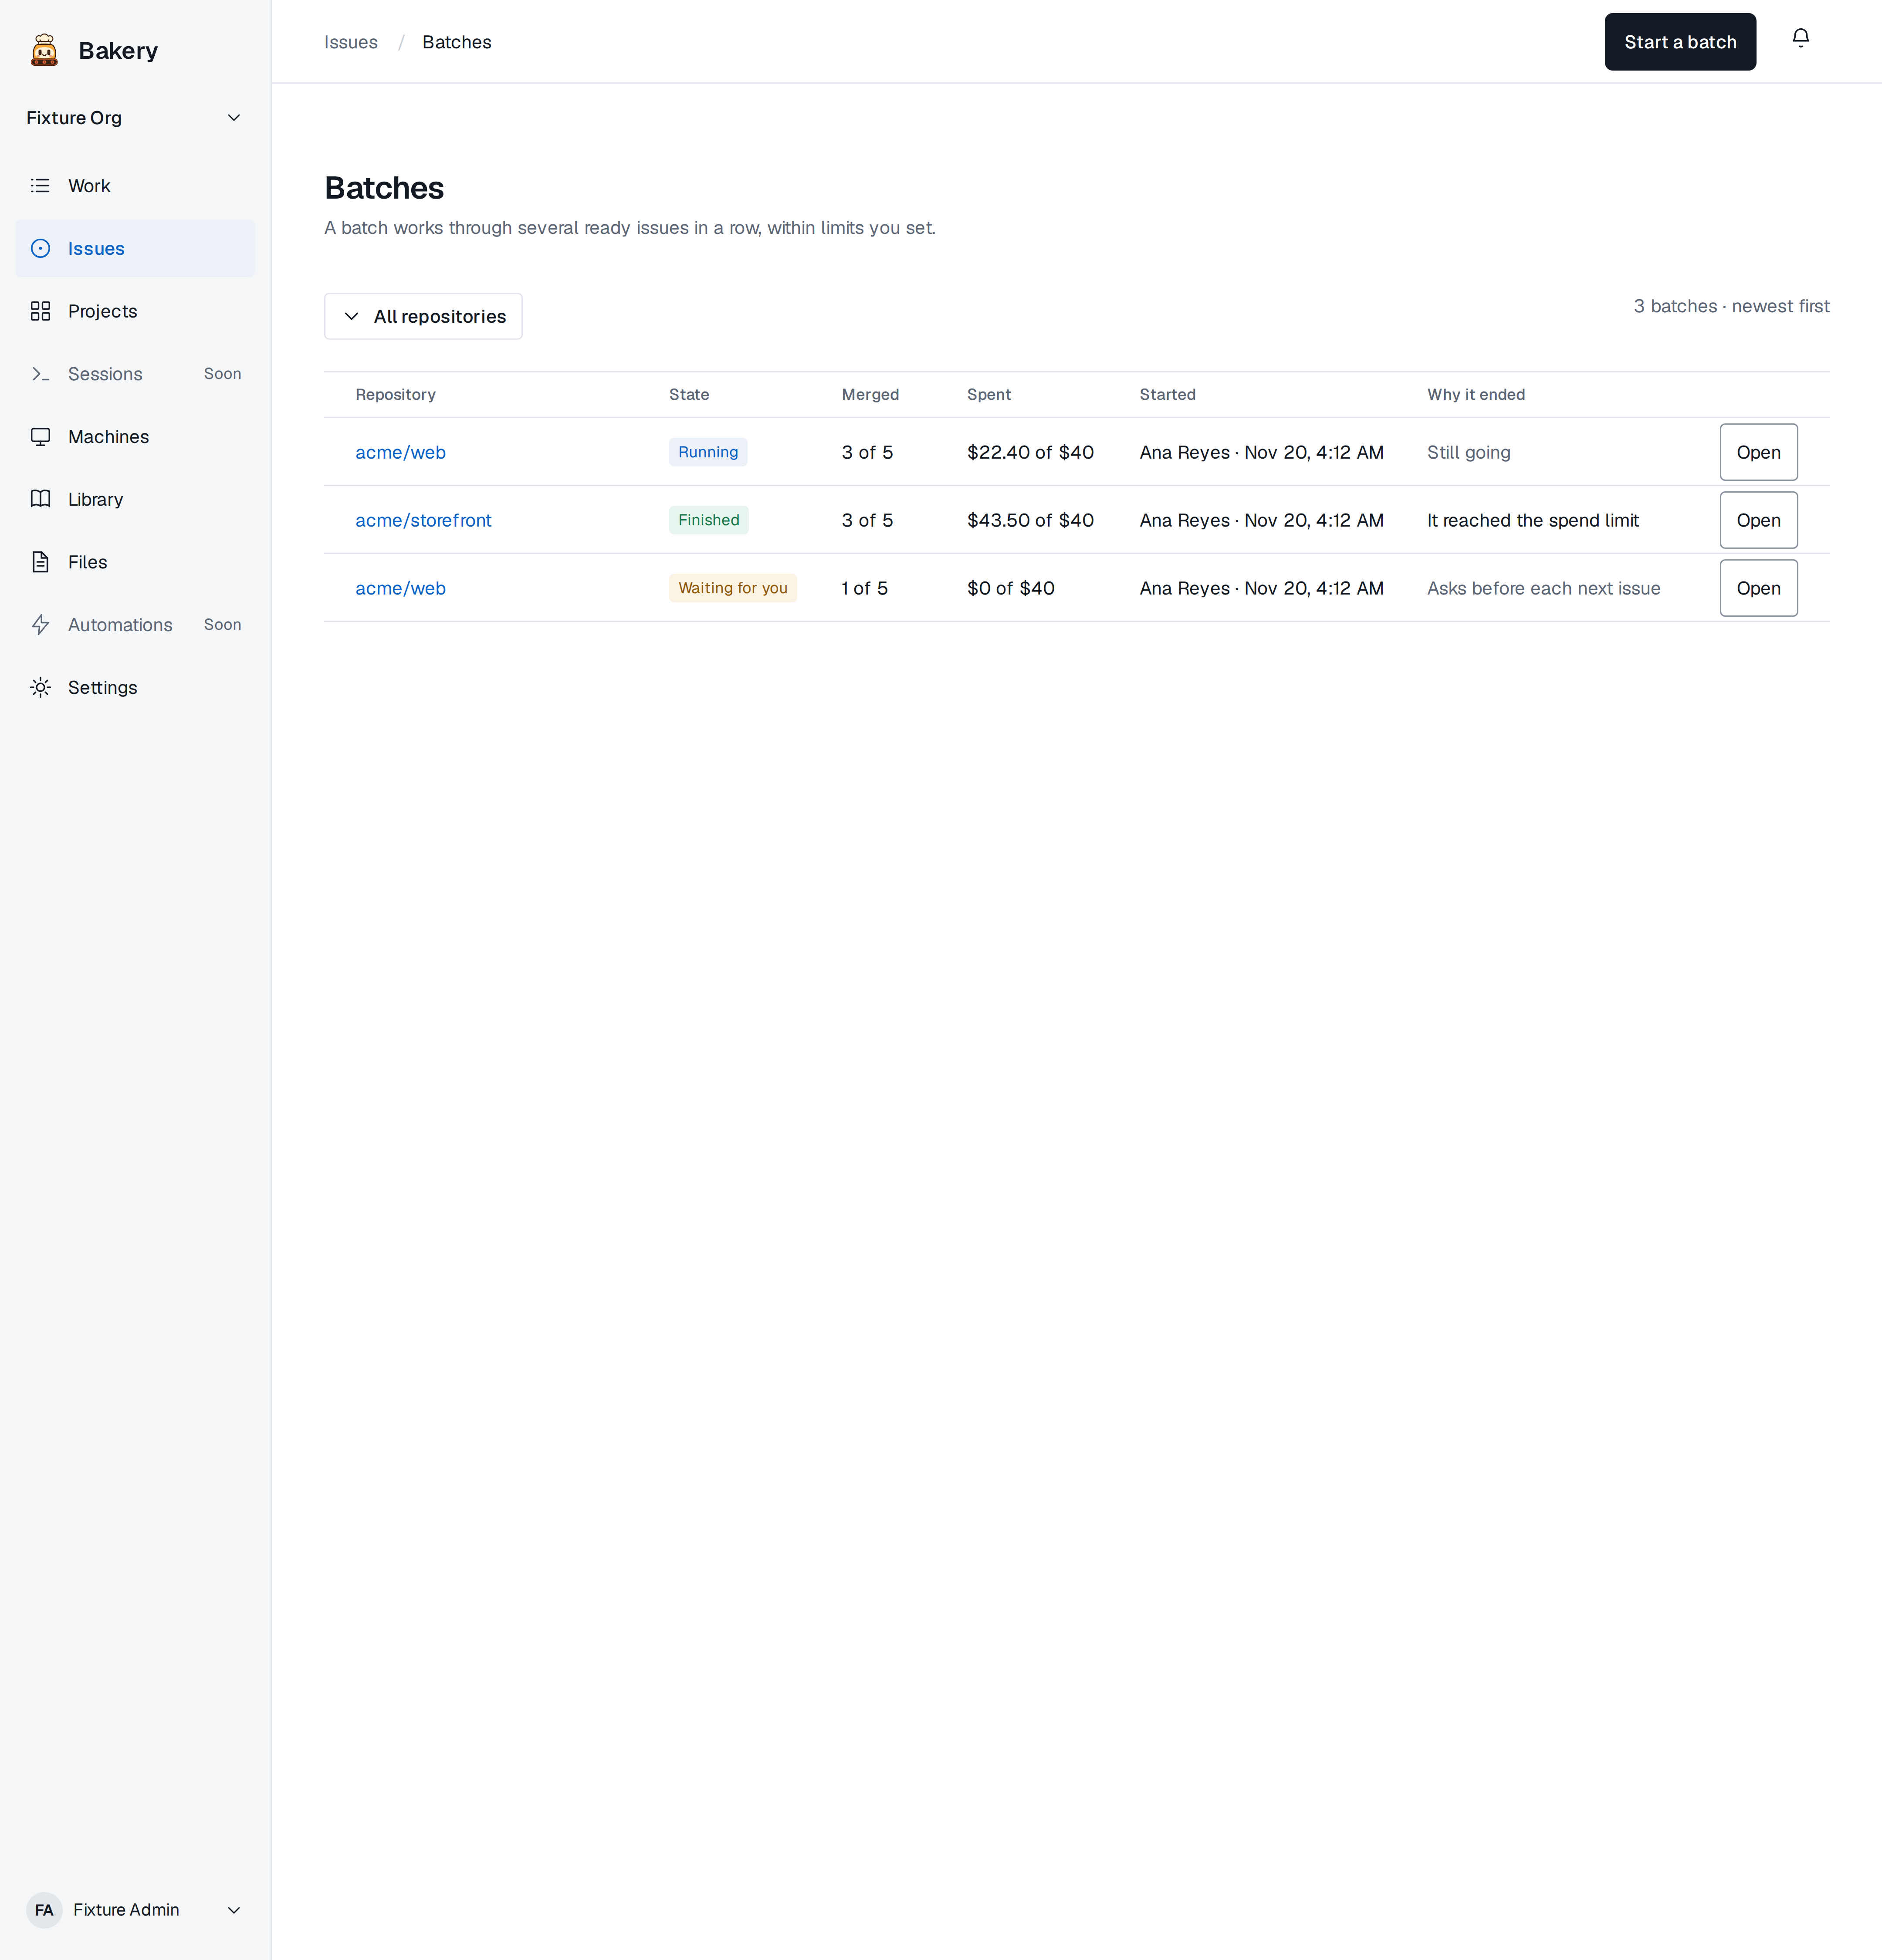 Bakery
Fixture Org
Work
Issues
Projects
Sessions Soon
Machines
Library
Files
Automations Soon
Settings
FA Fixture Admin
Issues / Batches
Start a batch
Batches
A batch works through several ready issues in a row, within limits you set.
All repositories
3 batches · newest first
Repository State Merged Spent Started Why it ended
acme/web Running 3 of 5 $22.40 of $40 Ana Reyes · Nov 20, 4:12 AM Still going Open
acme/storefront Finished 3 of 5 $43.50 of $40 Ana Reyes · Nov 20, 4:12 AM It reached the spend limit Open
acme/web Waiting for you 1 of 5 $0 of $40 Ana Reyes · Nov 20, 4:12 AM Asks before each next issue Open